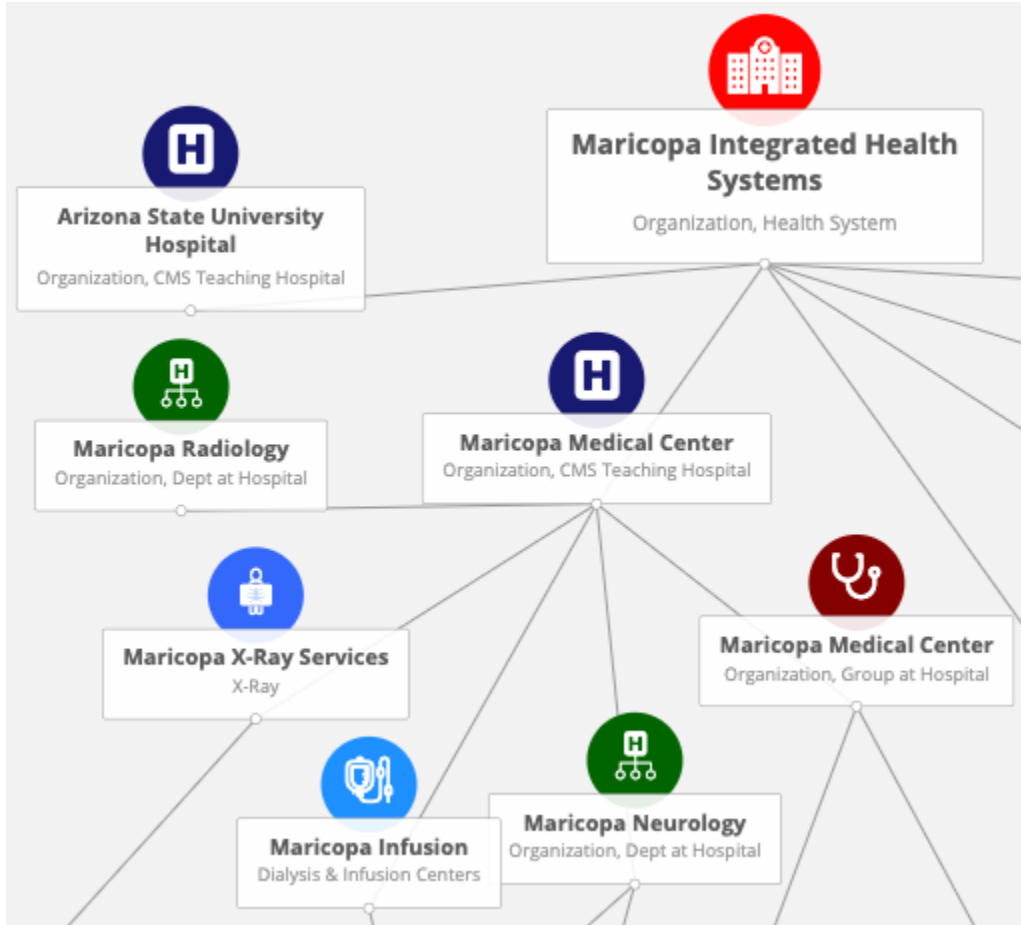 Maricopa Integrated Health
Systems
Organization, Health System
H
Arizona State University
Hospital
Organization, CMS Teaching Hospital
H
Maricopa Radiology
Organization, Dept at Hospital
H
Maricopa Medical Center
Organization, CMS Teaching Hospital
Maricopa X-Ray Services
X-Ray
Maricopa Medical Center
Organization, Group at Hospital
Maricopa Infusion
Dialysis & Infusion Centers
H
Maricopa Neurology
Organization, Dept at Hospital